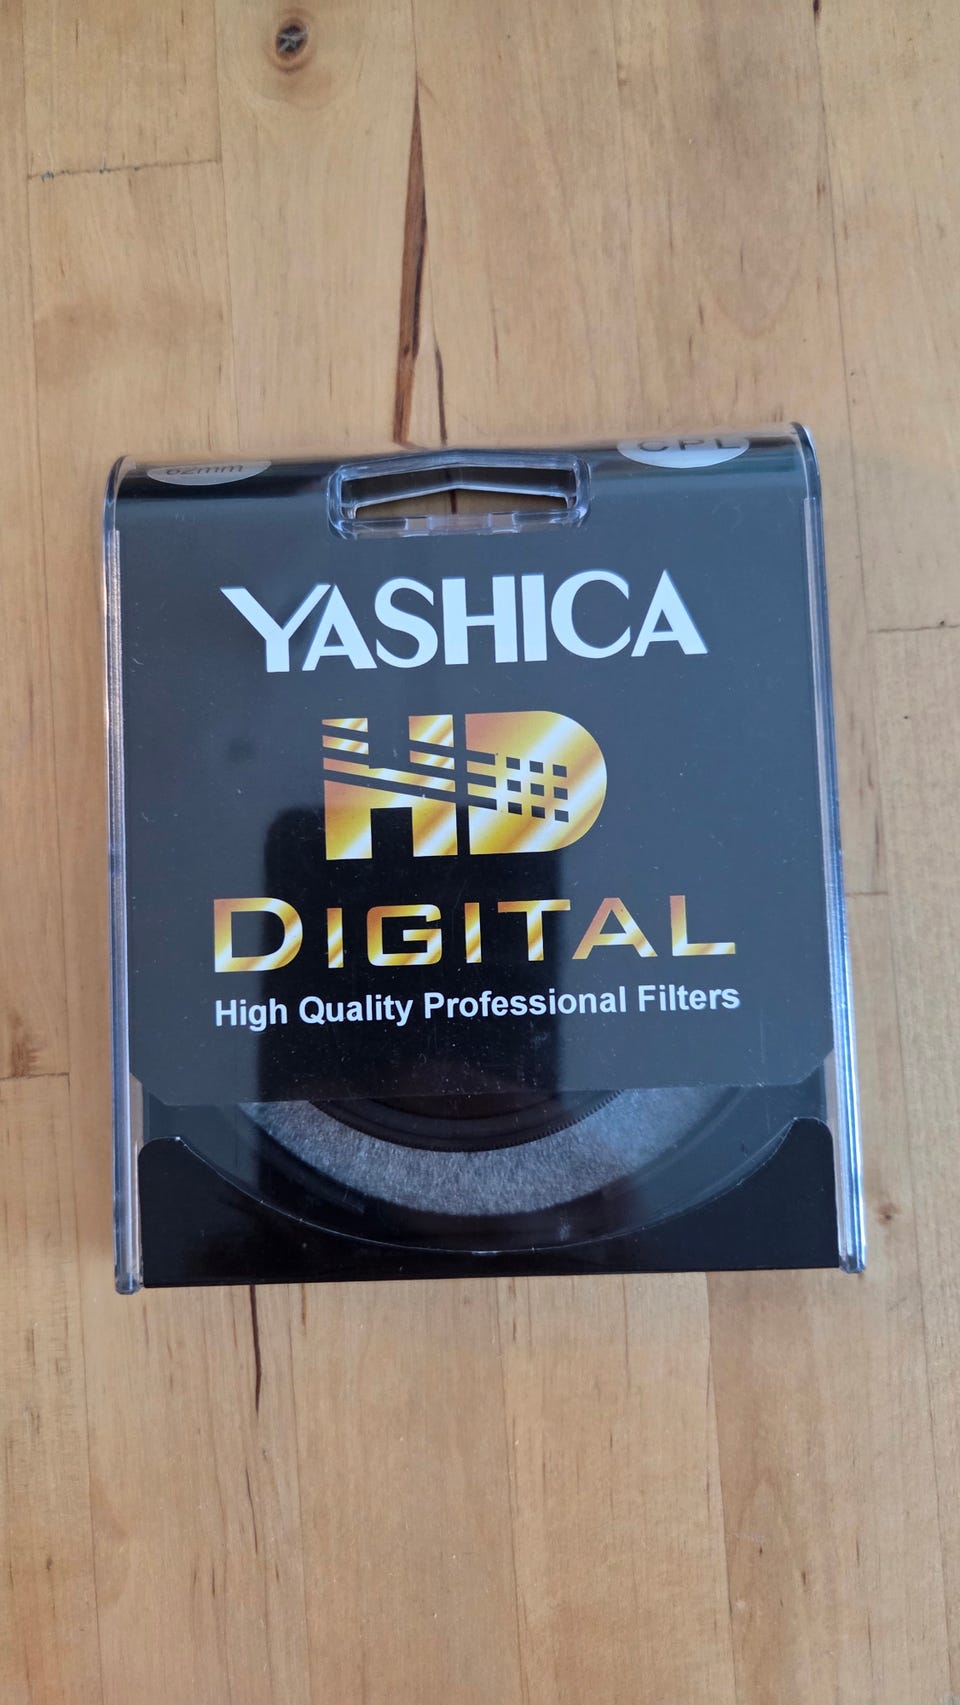 62mm
CPL
YASHICA
HD
DIGITAL
High Quality Professional Filters